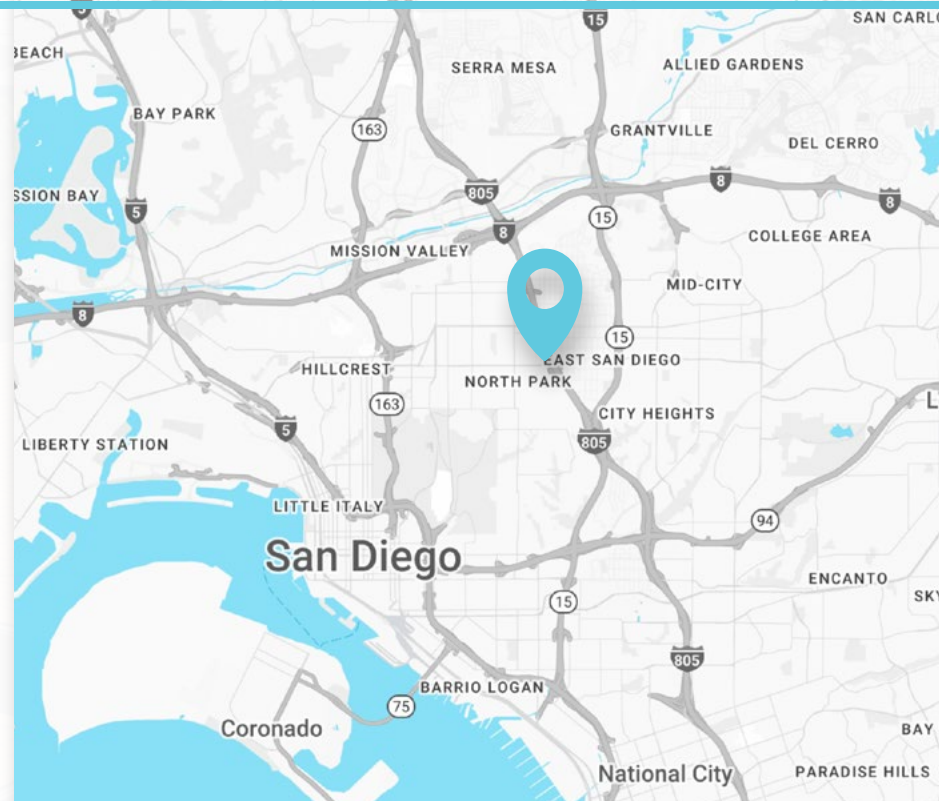 5
15
SAN CARLO
BEACH
SERRA MESA
ALLIED GARDENS
BAY PARK
163
GRANTVILLE
DEL CERRO
SSION BAY
805
8
8
5
15
8
COLLEGE AREA
MISSION VALLEY
MID-CITY
8
15
EAST SAN DIEGO
HILLCREST
NORTH PARK
163
L
CITY HEIGHTS
5
805
LIBERTY STATION
LITTLE ITALY
94
San Diego
ENCANTO
15
SKY
805
BARRIO LOGAN
75
Coronado
BAY
National City
PARADISE HILLS